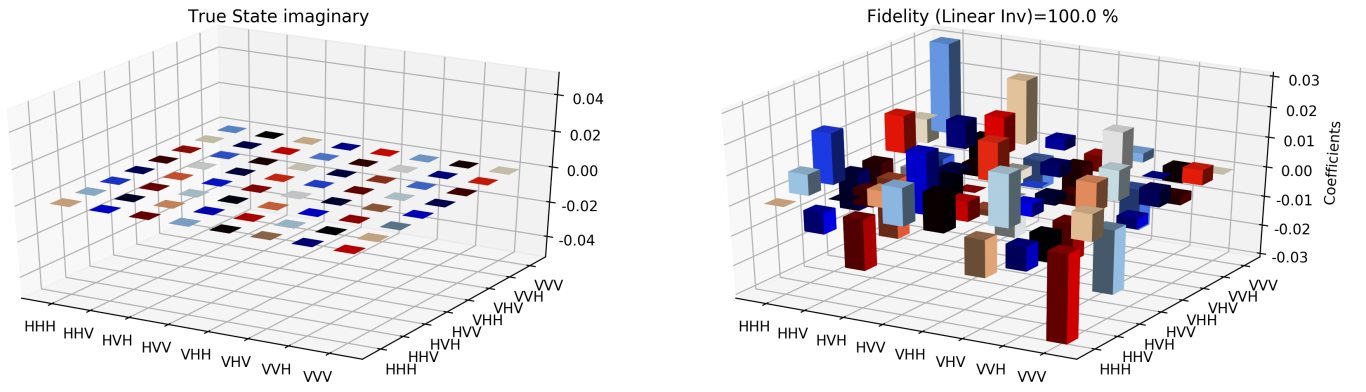 True State imaginary
0.04
0.02
0.00
-0.02
-0.04
HHH
HHV
HVH
HVV
VHH
VHV
VVH
VVV
HHH
HHV
HVH
HVV
VHH
VHV
VVH
VVV
Fidelity (Linear Inv)=100.0 %
0.03
0.02
0.01
0.00
-0.01
-0.02
-0.03
Coefficients
HHH
HHV
HVH
HVV
VHH
VHV
VVH
VVV
HHH
HHV
HVH
HVV
VHH
VHV
VVH
VVV